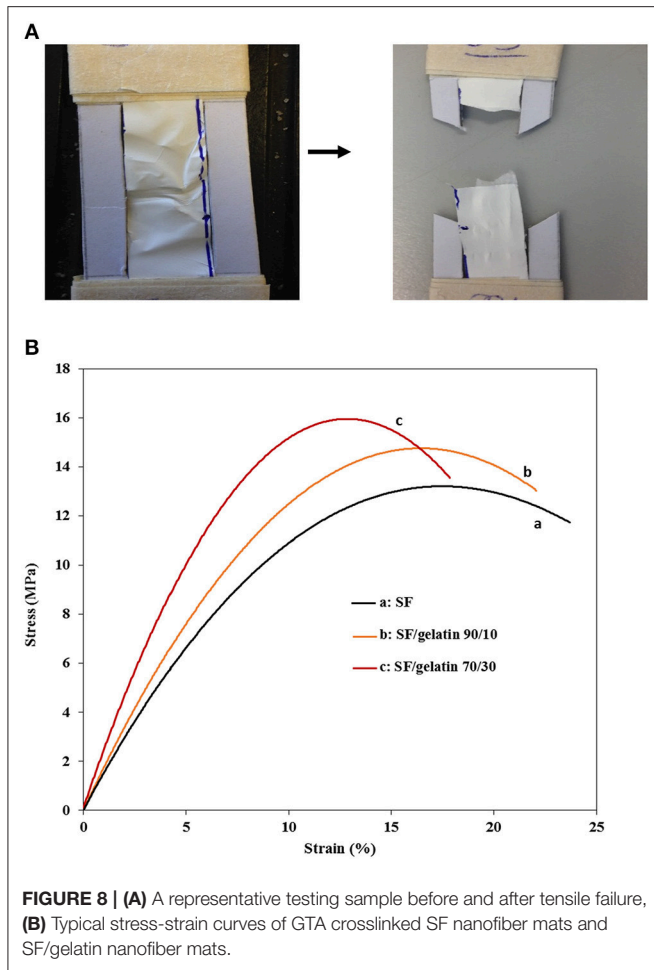 A
B
18
16
14
12
10
8
6
4
2
0
Stress (MPa)
c
b
a
a: SF
b: SF/gelatin 90/10
c: SF/gelatin 70/30
0 5 10 15 20 25
Strain (%)
FIGURE 8 | (A) A representative testing sample before and after tensile failure,
(B) Typical stress-strain curves of GTA crosslinked SF nanofiber mats and
SF/gelatin nanofiber mats.